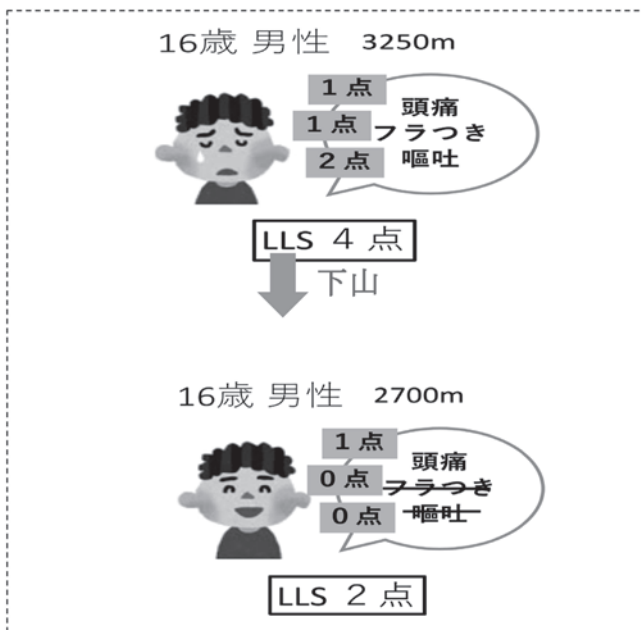 16歳 男性 3250m
1点 頭痛
1点 フラつき
2点 嘔吐
LLS 4 点
下山
16歳 男性 2700m
1点 頭痛
0点 フラつき
0点 嘔吐
LLS 2 点